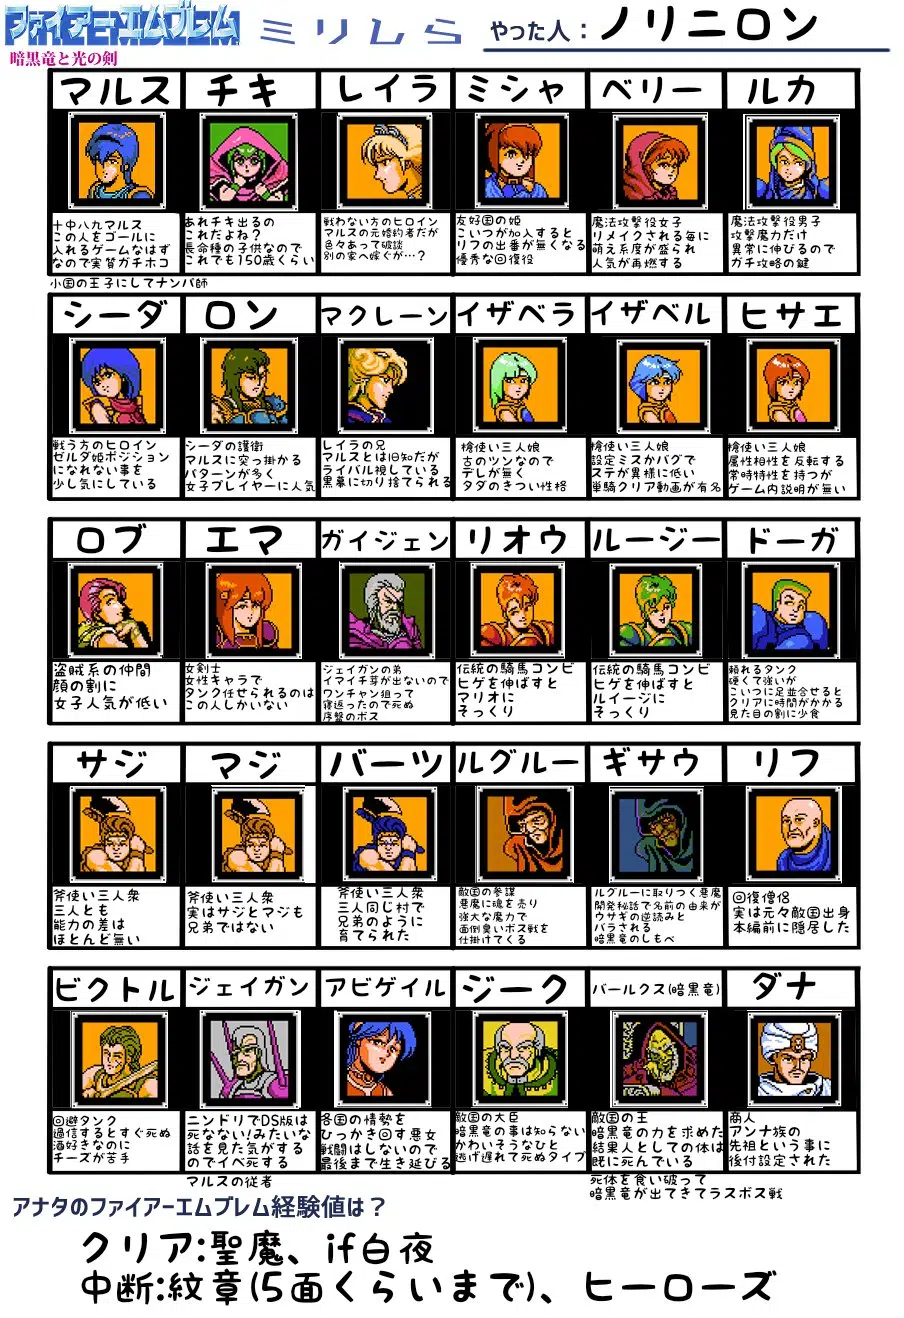 ファイアーエムブレム
暗黒竜と光の剣
ミリしら
やった人：ノリニロン
マルス
十中八九マルス
この人をゴールに
入れるゲームなはず
なので実質ガチホコ
小国の王子にしてナンパ師
チキ
あれチキ出るの
これだよね？
長命種の子供なので
これでも150歳くらい
レイラ
戦わない方のヒロイン
マルスの元婚約者だが
色々あって破談
別の家へ嫁ぐが…？
ミシャ
友好国の姫
こいつが加入すると
リフの出番が無くなる
優秀な回復役
ベリー
魔法攻撃役女子
リメイクされる毎に
萌え系度が盛られ
人気が再燃する
ルカ
魔法攻撃役男子
攻撃魔力だけ
異常に伸びるので
ガチ攻略の鍵
シーダ
戦う方のヒロイン
ゼルダ姫ポジション
になれない事を
少し気にしている
ロン
シーダの護衛
マルスに突っ掛かる
パターンが多く
女子プレイヤーに人気
マクレーン
レイラの兄
マルスとは旧知だが
ライバル視している
黒幕に切り捨てられる
イザベラ
槍使い三人娘
古のツンなので
デレが無く
タダのきつい性格
イザベル
槍使い三人娘
設定ミスかバグで
ステが異様に低い
単騎クリア動画が有名
ヒサエ
槍使い三人娘
属性相性を反転する
常時特性を持つが
ゲーム内説明が無い
ロブ
盗賊系の仲間
顔の割に
女子人気が低い
エマ
女剣士
女性キャラで
タンク任せられるのは
この人しかいない
ガイジェン
ジェイガンの弟
イマイチ芽が出ないので
ワンチャン狙って
寝返ったので死ぬ
序盤のボス
リオウ
伝統の騎馬コンビ
ヒゲを伸ばすと
マリオに
そっくり
ルージー
伝統の騎馬コンビ
ヒゲを伸ばすと
ルイージに
そっくり
ドーガ
頼れるタンク
硬くて強いが
こいつに足並合せると
クリアに時間がかかる
見た目の割に少食
サジ
斧使い三人衆
三人とも
能力の差は
ほとんど無い
マジ
斧使い三人衆
実はサジとマジも
兄弟ではない
バーツ
斧使い三人衆
三人同じ村で
兄弟のように
育てられた
ルグルー
敵国の参謀
悪魔に魂を売り
強大な魔力で
面倒臭いボス戦を
仕掛けてくる
ギサウ
ルグルーに取りつく悪魔
開発秘話で名前の由来が
ウサギの逆読みと
バラされる
暗黒竜のしもべ
リフ
回復僧侶
実は元々敵国出身
本編前に隠居した
ビクトル
回避タンク
過信するとすぐ死ぬ
酒好きなのに
チーズが苦手
ジェイガン
ニンドリでDS版は
死なない!みたいな
話を見た気がする
のでイベ死する
マルスの従者
アビゲイル
各国の情勢を
ひっかき回す悪女
戦闘はしないので
最後まで生き延びる
ジーク
敵国の大臣
暗黒竜の事は知らない
かわいそうなひと
逃げ遅れて死ぬタイプ
バールクス(暗黒竜)
敵国の王
暗黒竜の力を求めた
結果人としての体は
既に死んでいる
死体を食い破って
暗黒竜が出てきてラスボス戦
ダナ
商人
アンナ族の
先祖という事に
後付設定された
アナタのファイアーエムブレム経験値は？
クリア:聖魔、if白夜
中断:紋章(5面くらいまで)、ヒーローズ